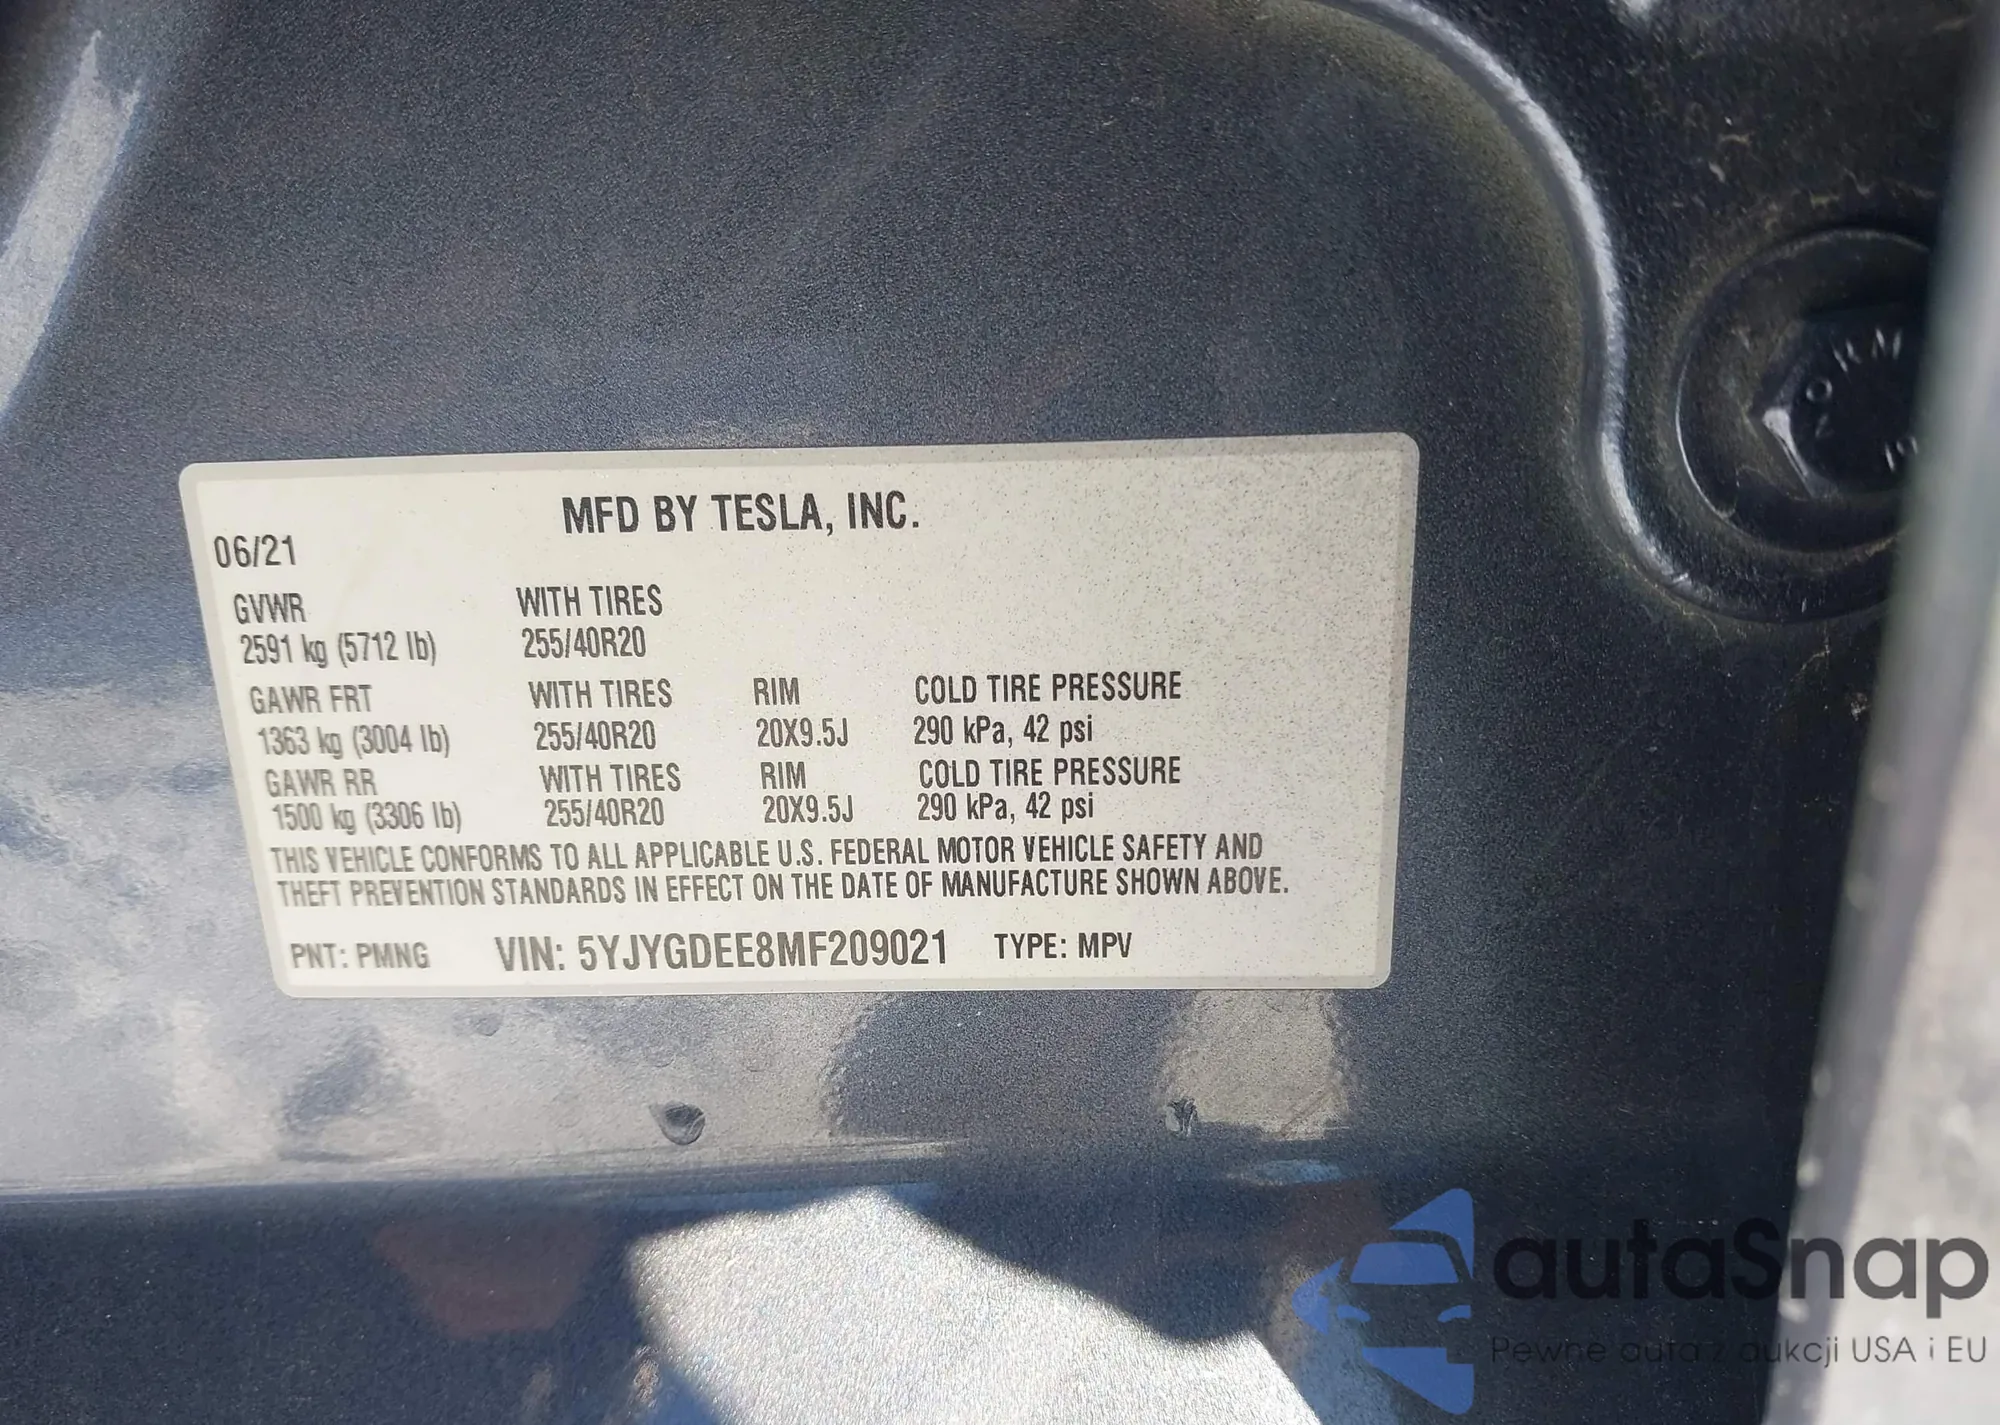 MFD BY TESLA, INC.
06/21
GVWR WITH TIRES
2591 kg (5712 lb) 255/40R20
GAWR FRT WITH TIRES RIM COLD TIRE PRESSURE
1363 kg (3004 lb) 255/40R20 20X9.5J 290 kPa, 42 psi
GAWR RR WITH TIRES RIM COLD TIRE PRESSURE
1500 kg (3306 lb) 255/40R20 20X9.5J 290 kPa, 42 psi
THIS VEHICLE CONFORMS TO ALL APPLICABLE U.S. FEDERAL MOTOR VEHICLE SAFETY AND
THEFT PREVENTION STANDARDS IN EFFECT ON THE DATE OF MANUFACTURE SHOWN ABOVE.
PNT: PMNG VIN: 5YJYGDEE8MF209021 TYPE: MPV
autaSnap
Pewne auta z aukcji USA i EU